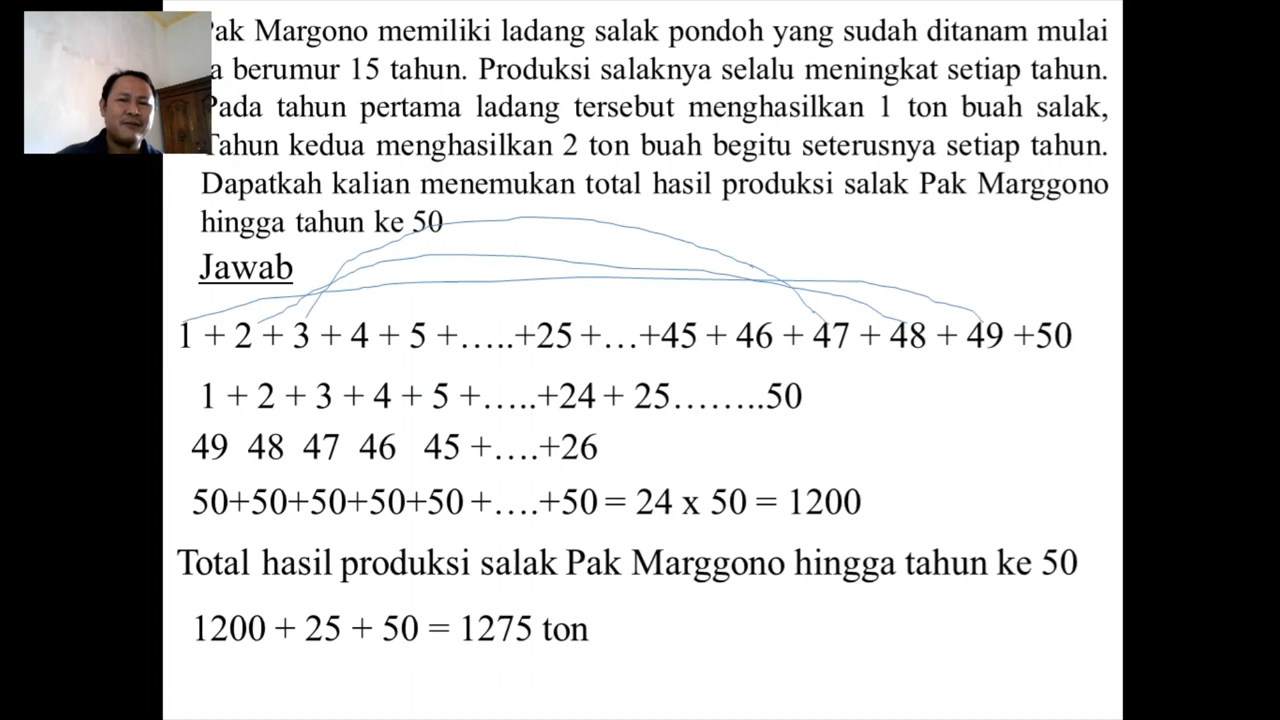 Pak Margono memiliki ladang salak pondoh yang sudah ditanam mulai
a berumur 15 tahun. Produksi salaknya selalu meningkat setiap tahun.
Pada tahun pertama ladang tersebut menghasilkan 1 ton buah salak,
Tahun kedua menghasilkan 2 ton buah begitu seterusnya setiap tahun.
Dapatkah kalian menemukan total hasil produksi salak Pak Marggono
hingga tahun ke 50
Jawab
1 + 2 + 3 + 4 + 5 +…..+25 +…+45 + 46 + 47 + 48 + 49 +50
1 + 2 + 3 + 4 + 5 +…..+24 + 25……..50
49 48 47 46 45 +….+26
50+50+50+50+50 +….+50 = 24 x 50 = 1200
Total hasil produksi salak Pak Marggono hingga tahun ke 50
1200 + 25 + 50 = 1275 ton